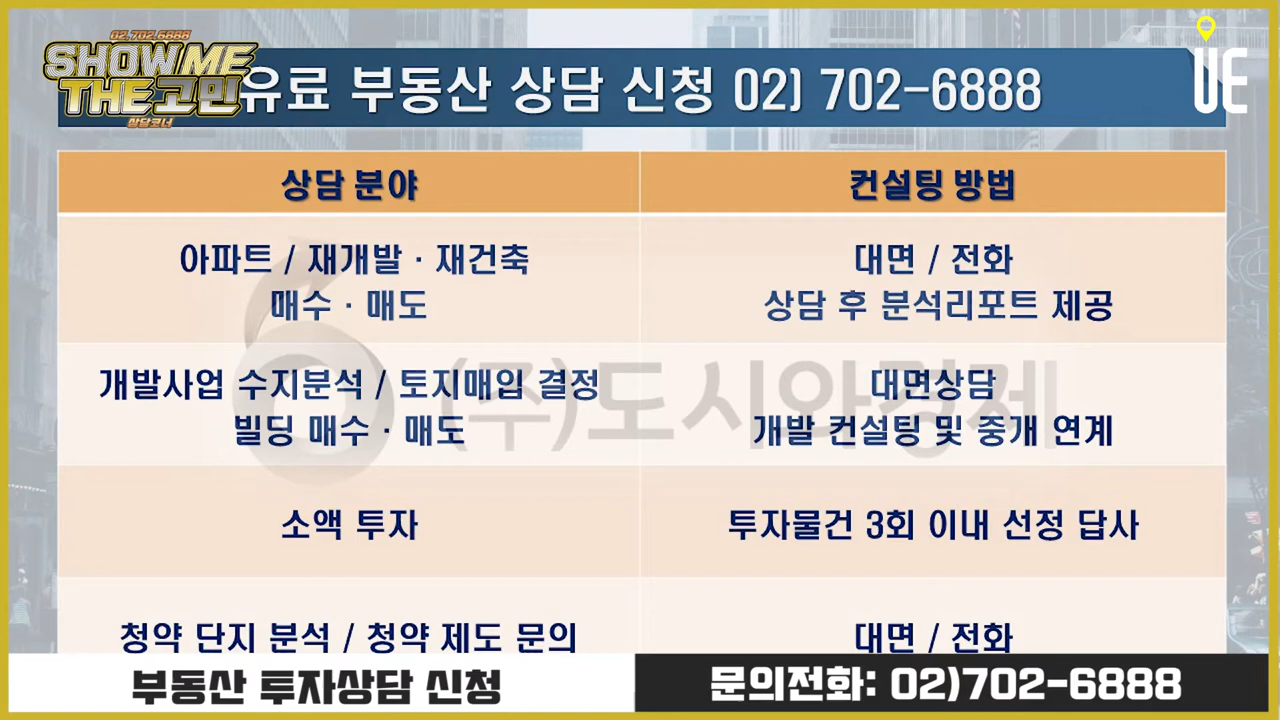 02.702.6888
SHOW ME
THE 고민
상담코너
유료 부동산 상담 신청 02) 702-6888
UE
상담 분야
컨설팅 방법
아파트 / 재개발 · 재건축
매수 · 매도
대면 / 전화
상담 후 분석리포트 제공
개발사업 수지분석 / 토지매입 결정
빌딩 매수 · 매도
대면상담
개발 컨설팅 및 중개 연계
(주)도시와경제
소액 투자
투자물건 3회 이내 선정 답사
청약 단지 분석 / 청약 제도 문의
대면 / 전화
부동산 투자상담 신청
문의전화: 02)702-6888